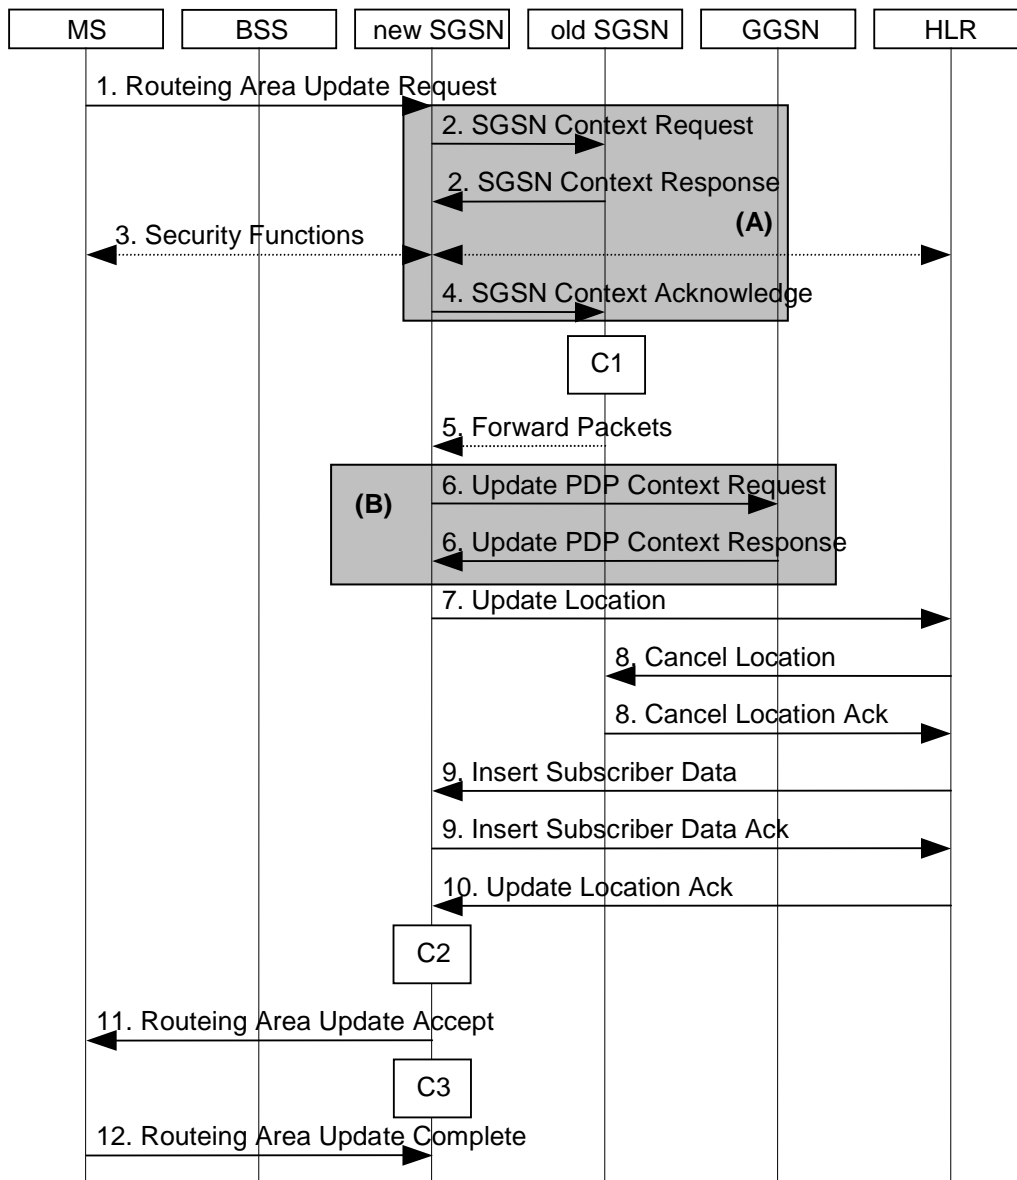 MS
BSS
new SGSN
old SGSN
GGSN
HLR
1. Routeing Area Update Request
2. SGSN Context Request
2. SGSN Context Response
(A)
3. Security Functions
4. SGSN Context Acknowledge
C1
5. Forward Packets
(B)
6. Update PDP Context Request
6. Update PDP Context Response
7. Update Location
8. Cancel Location
8. Cancel Location Ack
9. Insert Subscriber Data
9. Insert Subscriber Data Ack
10. Update Location Ack
C2
11. Routeing Area Update Accept
C3
12. Routeing Area Update Complete